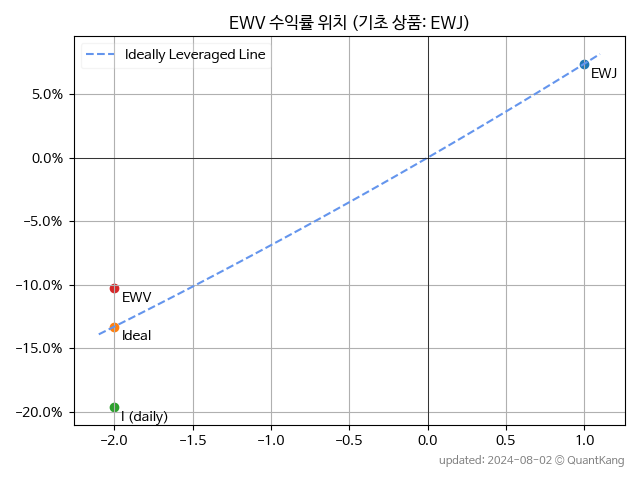 EWV 수익률 위치 (기초 상품: EWJ)
Ideally Leveraged Line
EWJ
5.0%
0.0%
−5.0%
−10.0%
EWV
Ideal
−15.0%
−20.0%
I (daily)
−2.0 −1.5 −1.0 −0.5 0.0 0.5 1.0
updated: 2024-08-02 © QuantKang